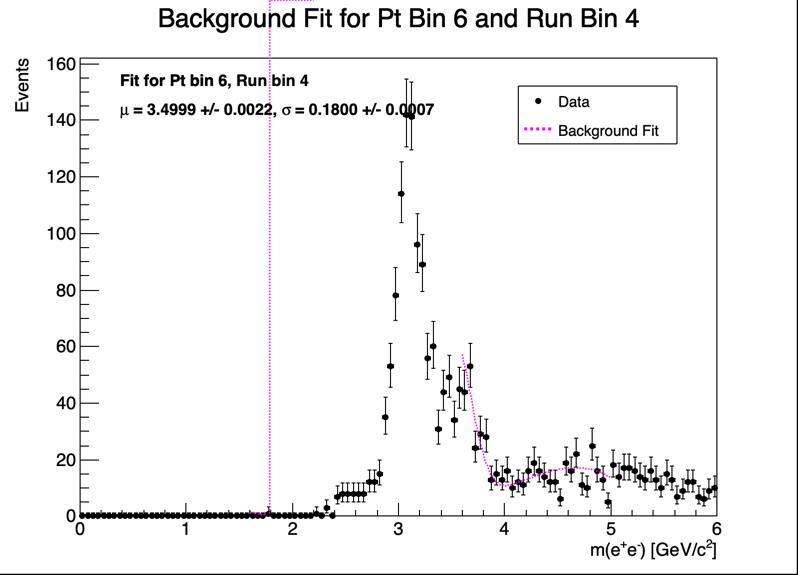 Background Fit for Pt Bin 6 and Run Bin 4
Events
160
140
120
100
80
60
40
20
0
Fit for Pt bin 6, Run bin 4
μ = 3.4999 +/- 0.0022, σ = 0.1800 +/- 0.0007
Data
Background Fit
0 1 2 3 4 5 6
m(e⁺e⁻) [GeV/c²]